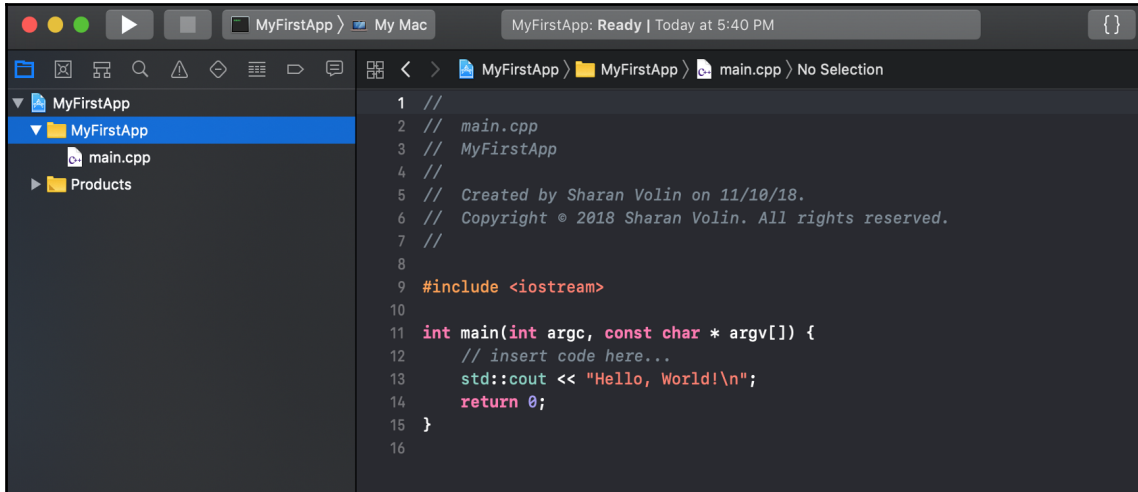 MyFirstApp 〉 My Mac
MyFirstApp: Ready | Today at 5:40 PM
{ }
MyFirstApp 〉 MyFirstApp 〉 main.cpp 〉 No Selection
MyFirstApp
MyFirstApp
main.cpp
Products
1 //
2 //  main.cpp
3 //  MyFirstApp
4 //
5 //  Created by Sharan Volin on 11/10/18.
6 //  Copyright © 2018 Sharan Volin. All rights reserved.
7 //
8
9 #include <iostream>
10
11 int main(int argc, const char * argv[]) {
12     // insert code here...
13     std::cout << "Hello, World!\n";
14     return 0;
15 }
16